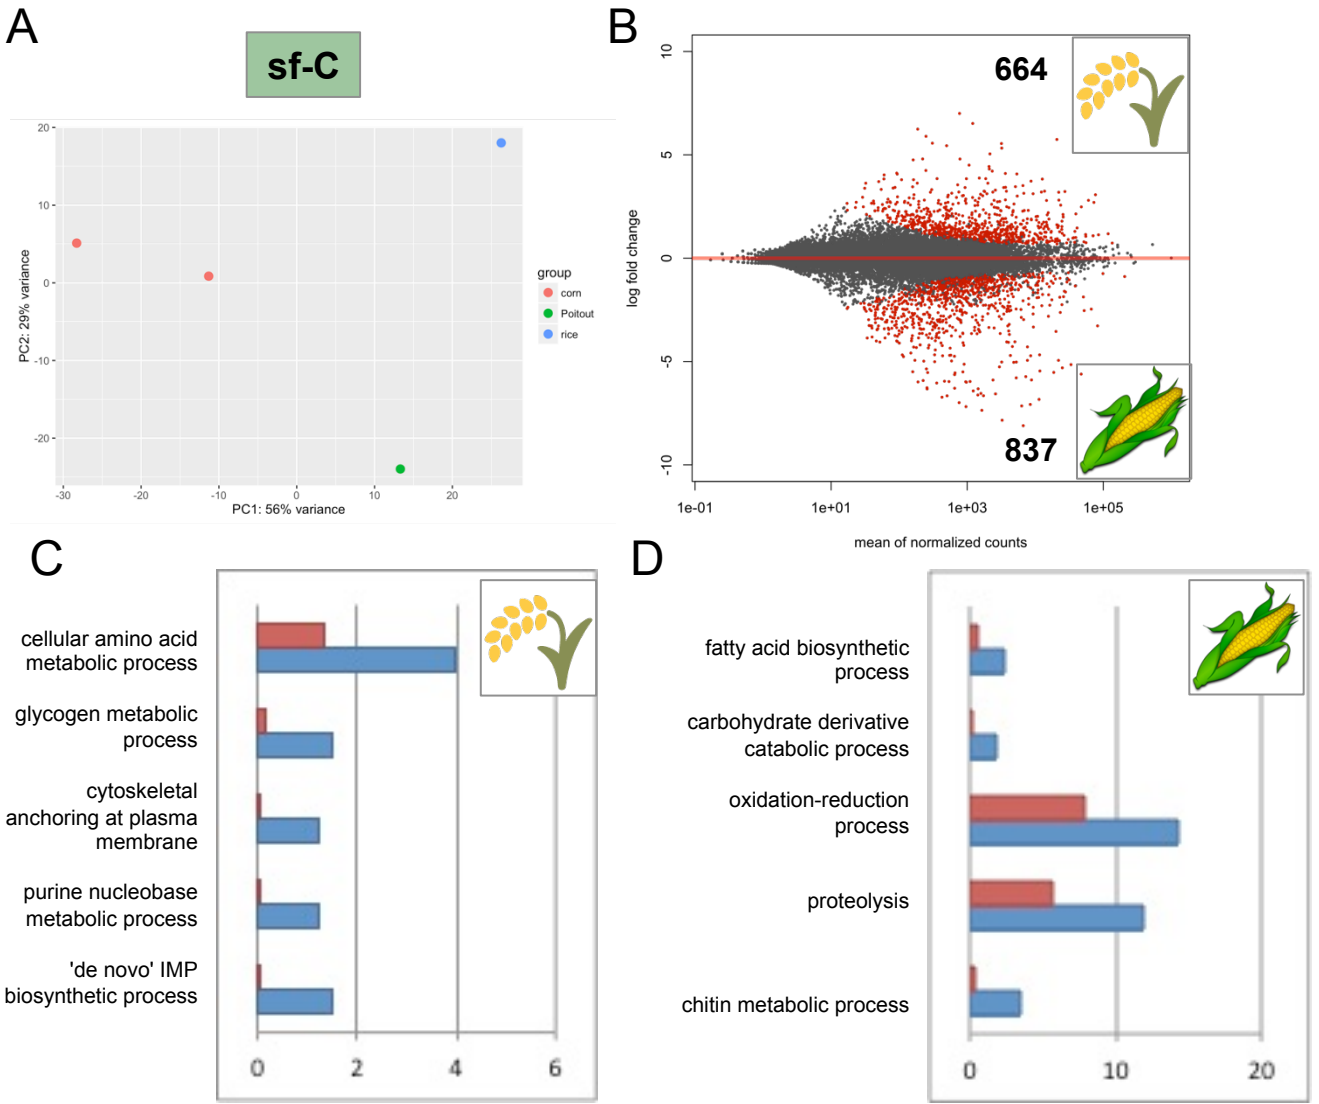 A
sf-C
20
10
0
-10
-20
PC2: 29% variance
-30
-20
-10
0
10
20
PC1: 56% variance
group
corn
Poitout
rice
B
664
837
10
5
0
-5
-10
log fold change
1e-01
1e+01
1e+03
1e+05
mean of normalized counts
C
cellular amino acid
metabolic process
glycogen metabolic
process
cytoskeletal
anchoring at plasma
membrane
purine nucleobase
metabolic process
'de novo' IMP
biosynthetic process
0
2
4
6
D
fatty acid biosynthetic
process
carbohydrate derivative
catabolic process
oxidation-reduction
process
proteolysis
chitin metabolic process
0
10
20